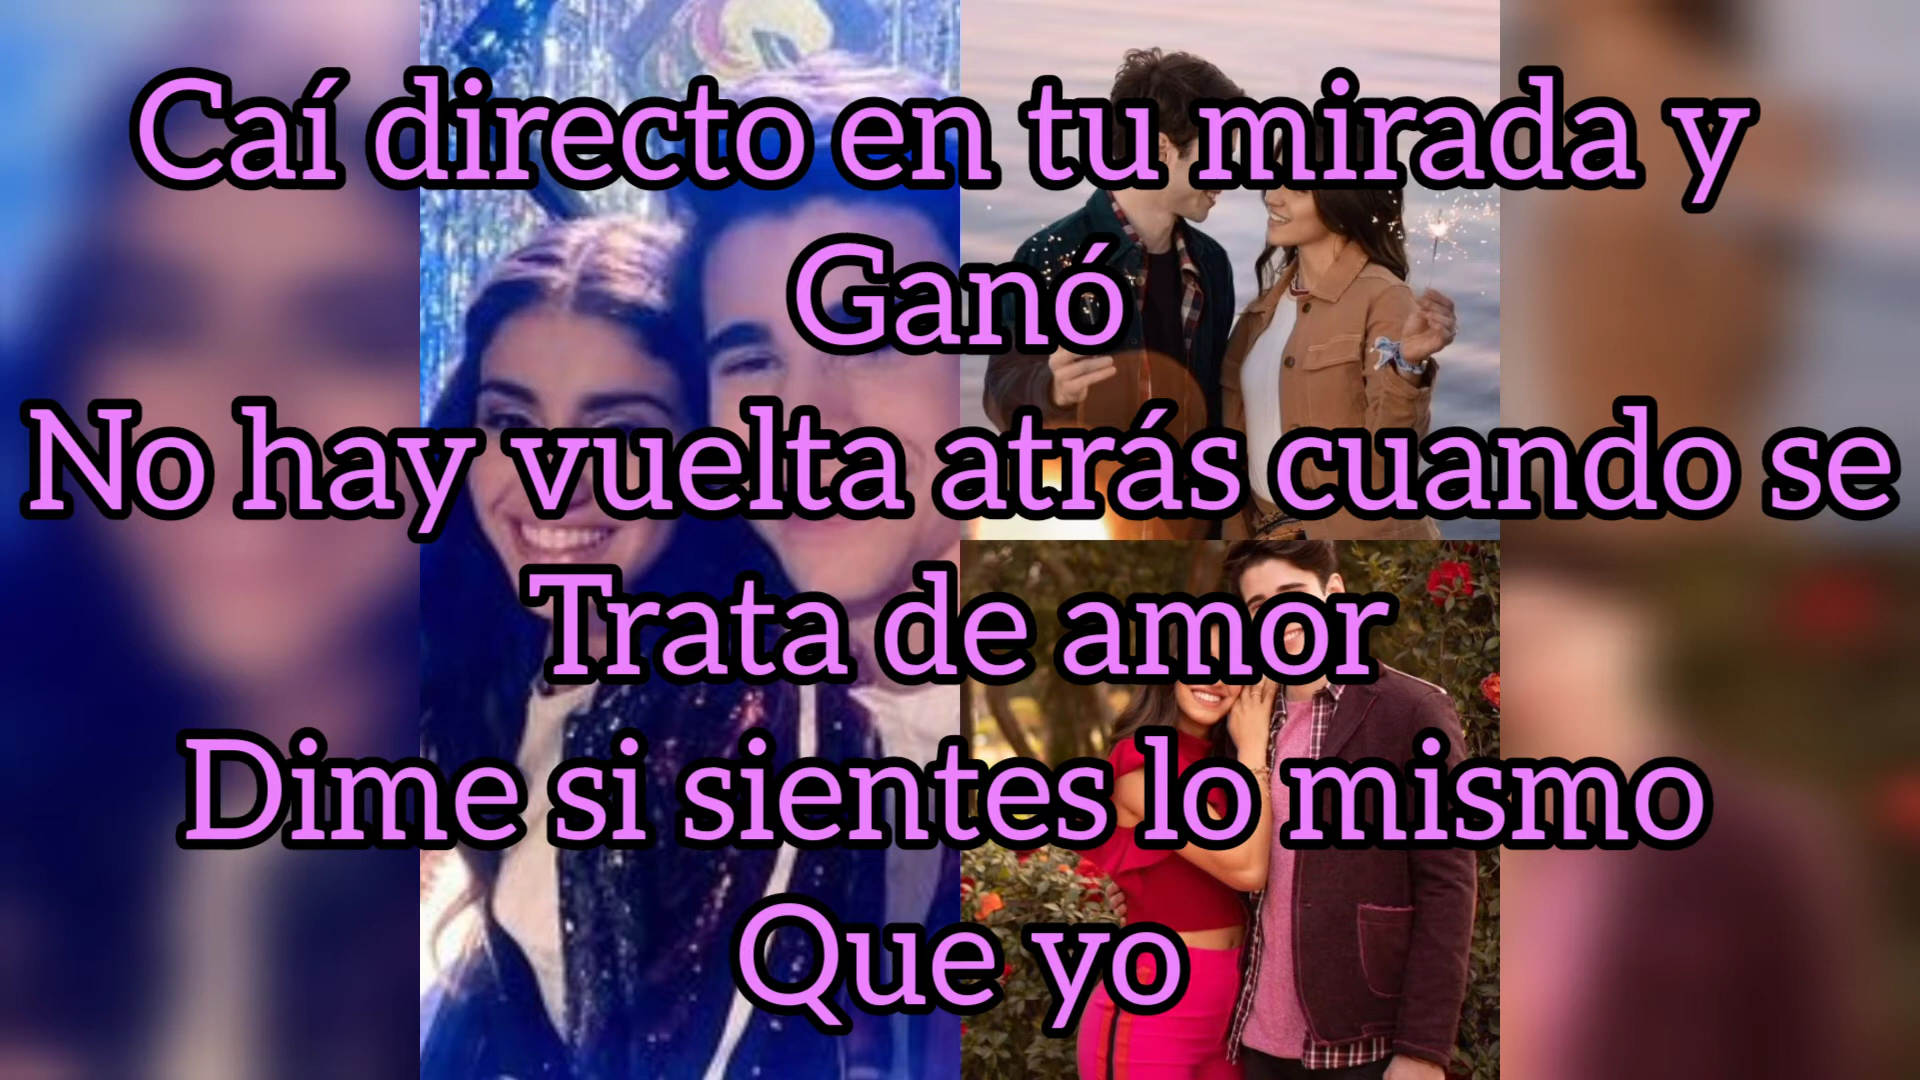 Caí directo en tu mirada y
Ganó
No hay vuelta atrás cuando se
Trata de amor
Dime si sientes lo mismo
Que yo